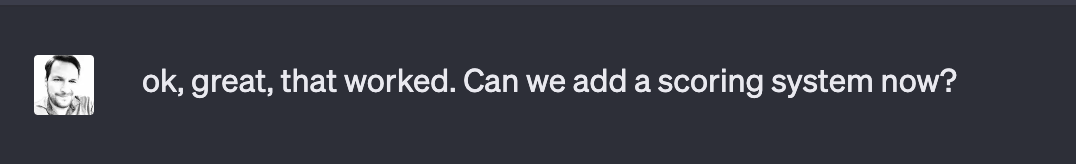 ok, great, that worked. Can we add a scoring system now?